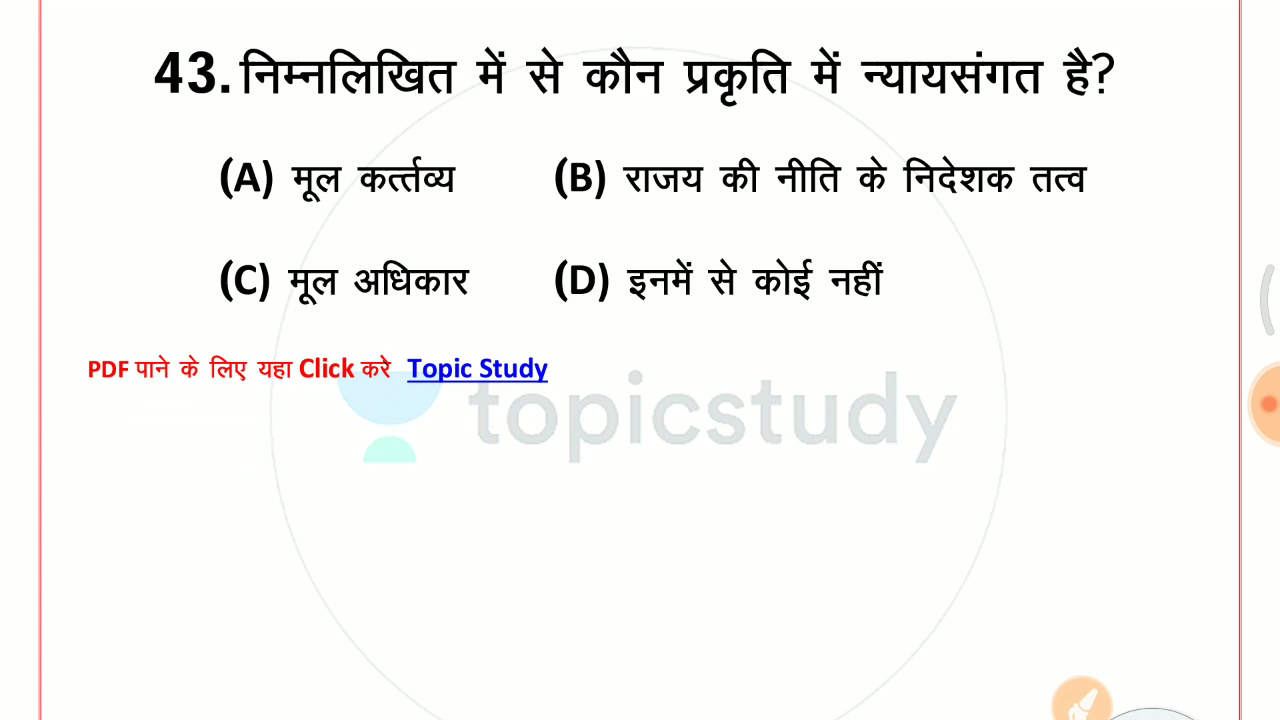 43. निम्नलिखित में से कौन प्रकृति में न्यायसंगत है?
(A) मूल कर्त्तव्य (B) राजय की नीति के निदेशक तत्व
(C) मूल अधिकार (D) इनमें से कोई नहीं
PDF पाने के लिए यहा Click करे Topic Study
topicstudy